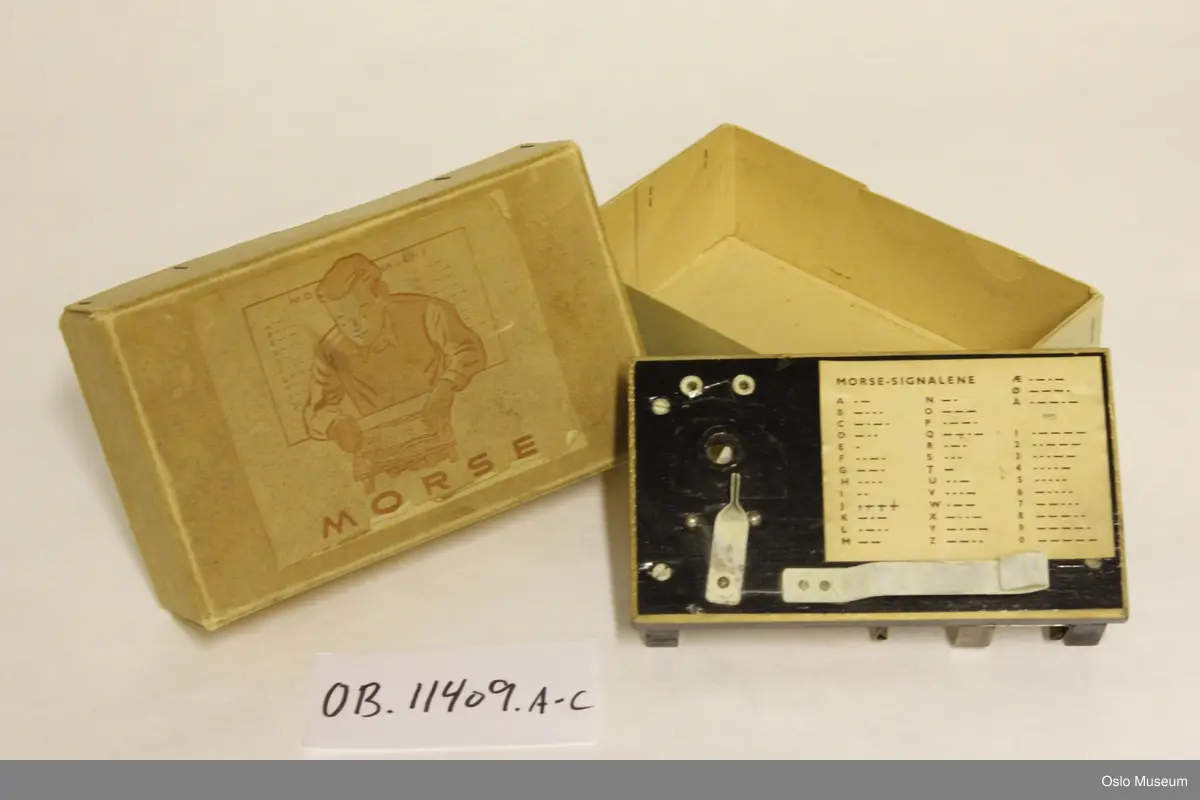 MORSE
MORSE-SIGNALENE
A ·—
B —···
C —·—·
D —··
E ·
F ··—·
G ——·
H ····
I ··
K —·—
L ·—··
M ——
N —·
O ———
P ·——·
Q ——·—
R ·—·
S ···
T —
U ··—
V ···—
W ·——
X —··—
Y —·——
Z ——··
Æ ·—·—
Ø ———·
Å ·——·—
1 ·————
2 ··———
3 ···——
4 ····—
5 ·····
6 —····
7 ——···
8 ———··
9 ————·
0 —————
OB.11409.A-C
Oslo Museum